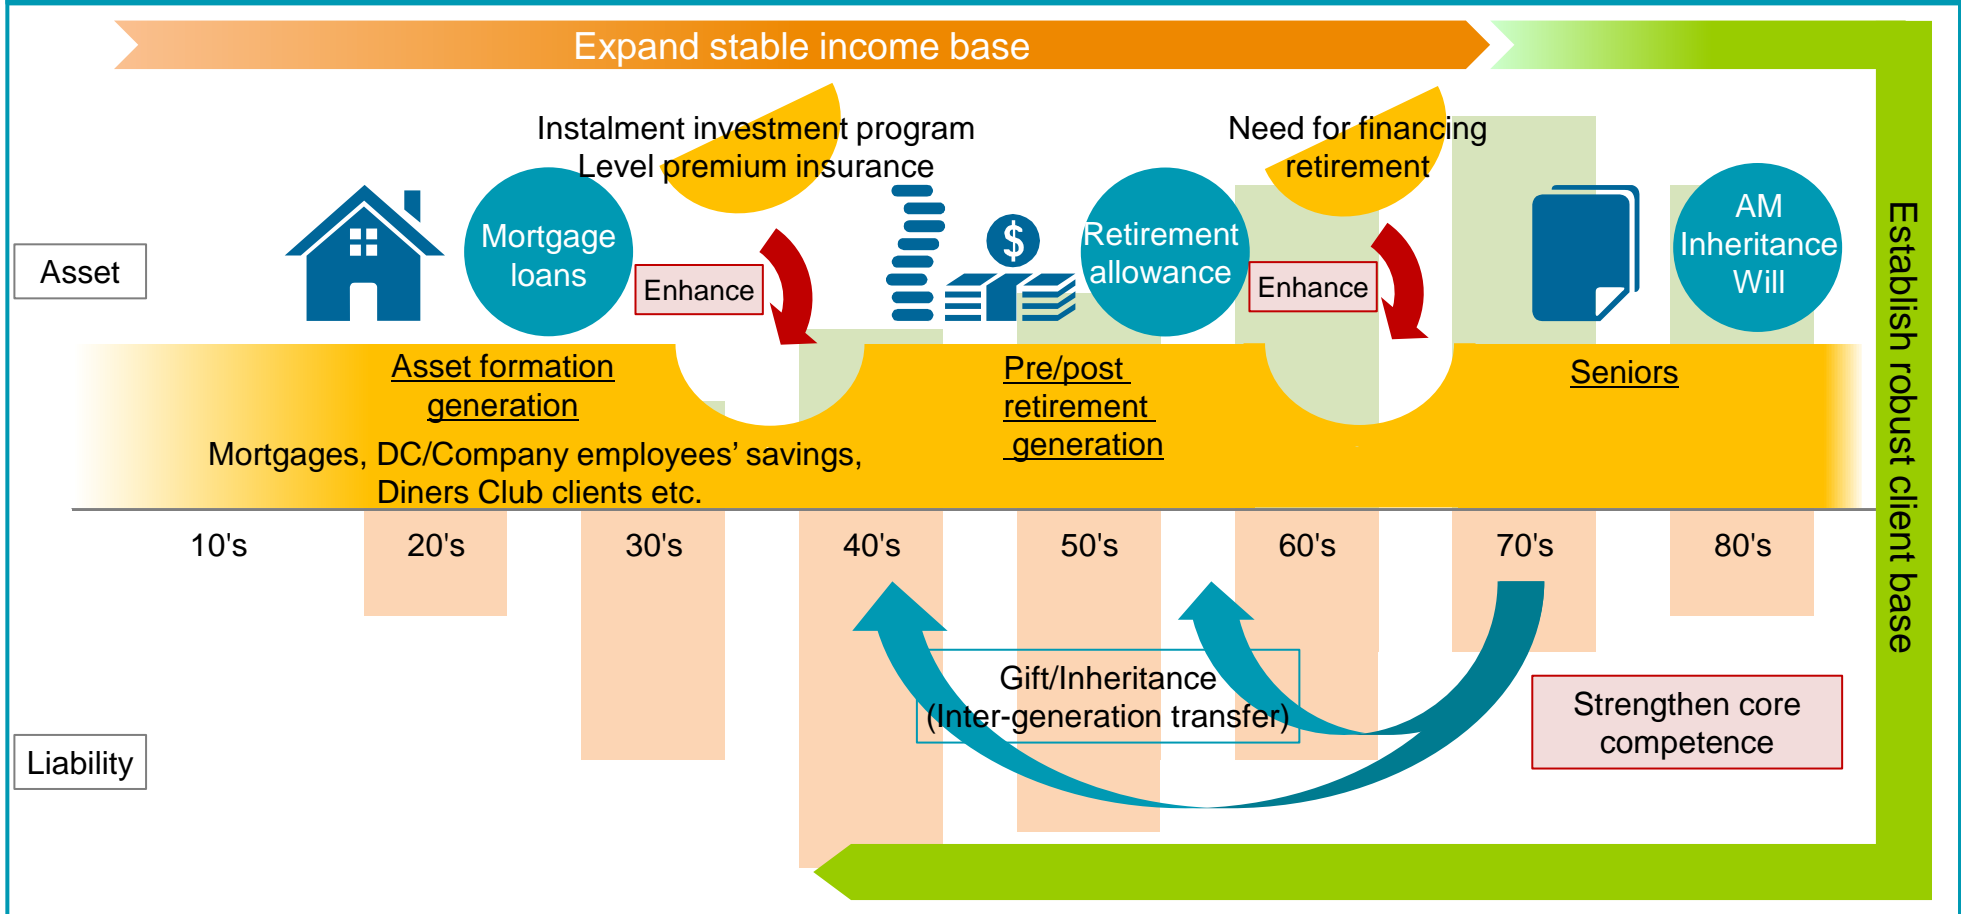 Expand stable income base
Instalment investment program
Level premium insurance
Need for financing
retirement
Asset
Mortgage
loans
Enhance
$
Retirement
allowance
Enhance
AM
Inheritance
Will
Establish robust client base
Asset formation
generation
Mortgages, DC/Company employees’ savings,
Diners Club clients etc.
Pre/post
retirement
generation
Seniors
10's
20's
30's
40's
50's
60's
70's
80's
Gift/Inheritance
(Inter-generation transfer)
Strengthen core
competence
Liability